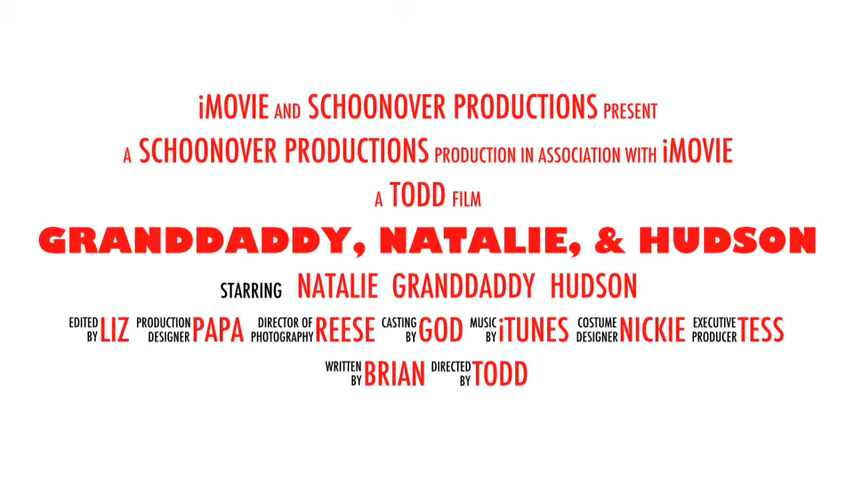 iMOVIE AND SCHOONOVER PRODUCTIONS PRESENT
A SCHOONOVER PRODUCTIONS PRODUCTION IN ASSOCIATION WITH iMOVIE
A TODD FILM
GRANDDADDY, NATALIE, & HUDSON
STARRING NATALIE GRANDDADDY HUDSON
EDITED BY LIZ PRODUCTION DESIGNER PAPA DIRECTOR OF PHOTOGRAPHY REESE CASTING BY GOD MUSIC BY iTUNES COSTUME DESIGNER NICKIE EXECUTIVE PRODUCER TESS
WRITTEN BY BRIAN DIRECTED BY TODD